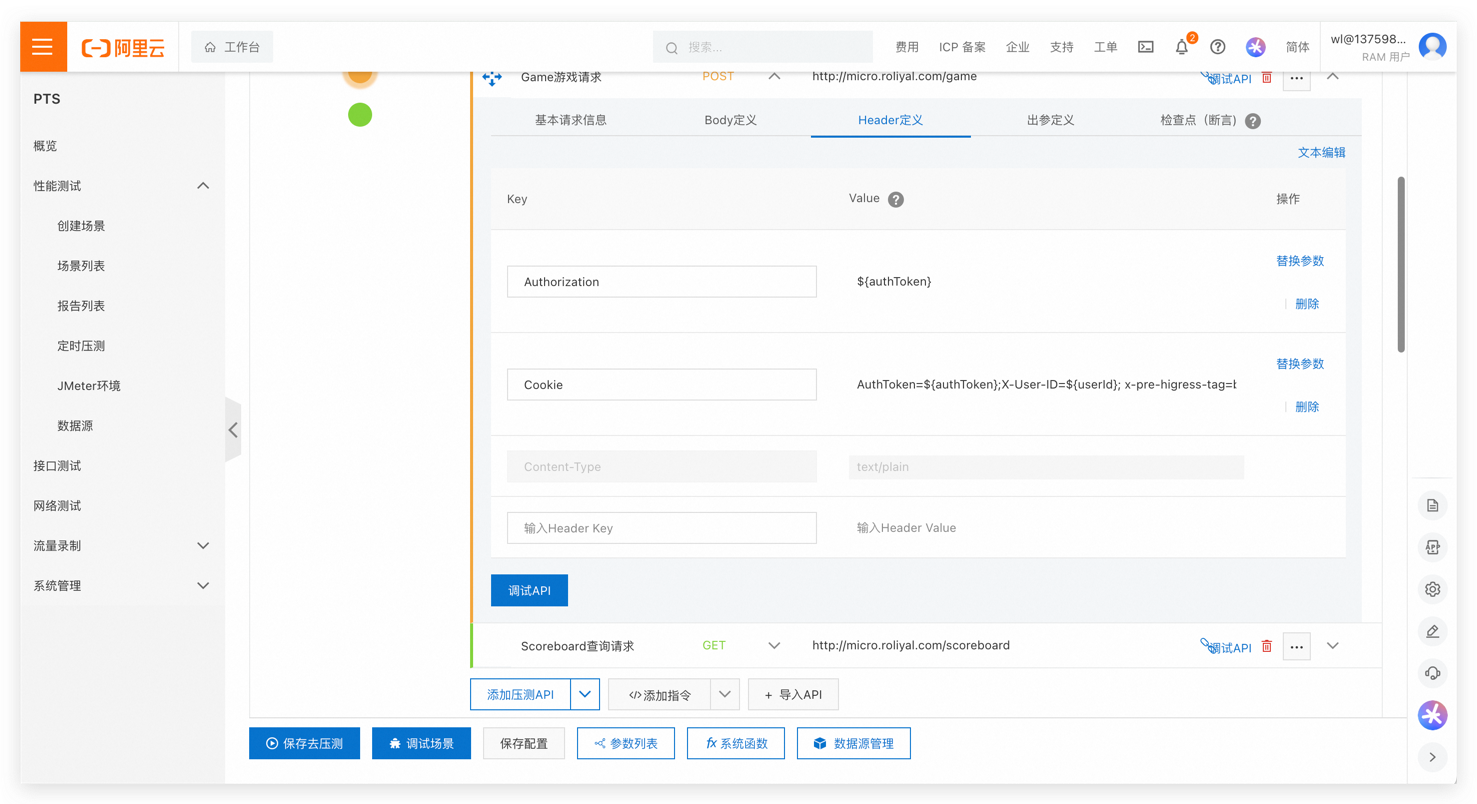 阿里云
工作台
搜索...
费用
ICP 备案
企业
支持
工单
2
简体
wl@137598...
RAM 用户
PTS
概览
性能测试
创建场景
场景列表
报告列表
定时压测
JMeter环境
数据源
接口测试
网络测试
流量录制
系统管理
Game游戏请求
POST
http://micro.roliyal.com/game
调试API
基本请求信息
Body定义
Header定义
出参定义
检查点（断言）
文本编辑
Key
Value
操作
Authorization
${authToken}
替换参数
删除
Cookie
AuthToken=${authToken};X-User-ID=${userId}; x-pre-higress-tag=b
替换参数
删除
Content-Type
text/plain
输入Header Key
输入Header Value
调试API
Scoreboard查询请求
GET
http://micro.roliyal.com/scoreboard
调试API
添加压测API
</>添加指令
+ 导入API
保存去压测
调试场景
保存配置
参数列表
fx 系统函数
数据源管理